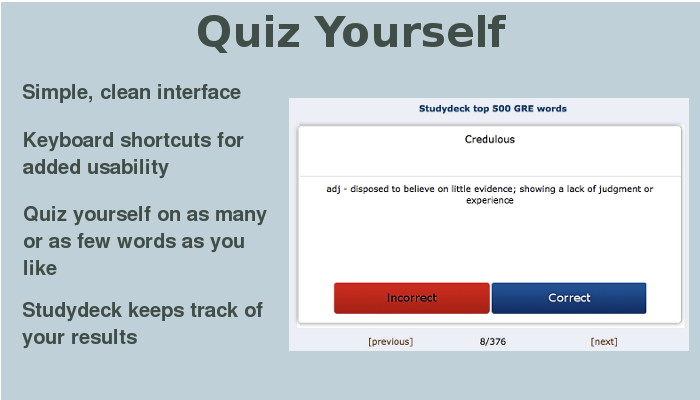 Quiz Yourself
Simple, clean interface
Keyboard shortcuts for
added usability
Quiz yourself on as many
or as few words as you
like
Studydeck keeps track of
your results
Studydeck top 500 GRE words
Credulous
adj - disposed to believe on little evidence; showing a lack of judgment or
experience
Incorrect
Correct
[previous]
8/376
[next]